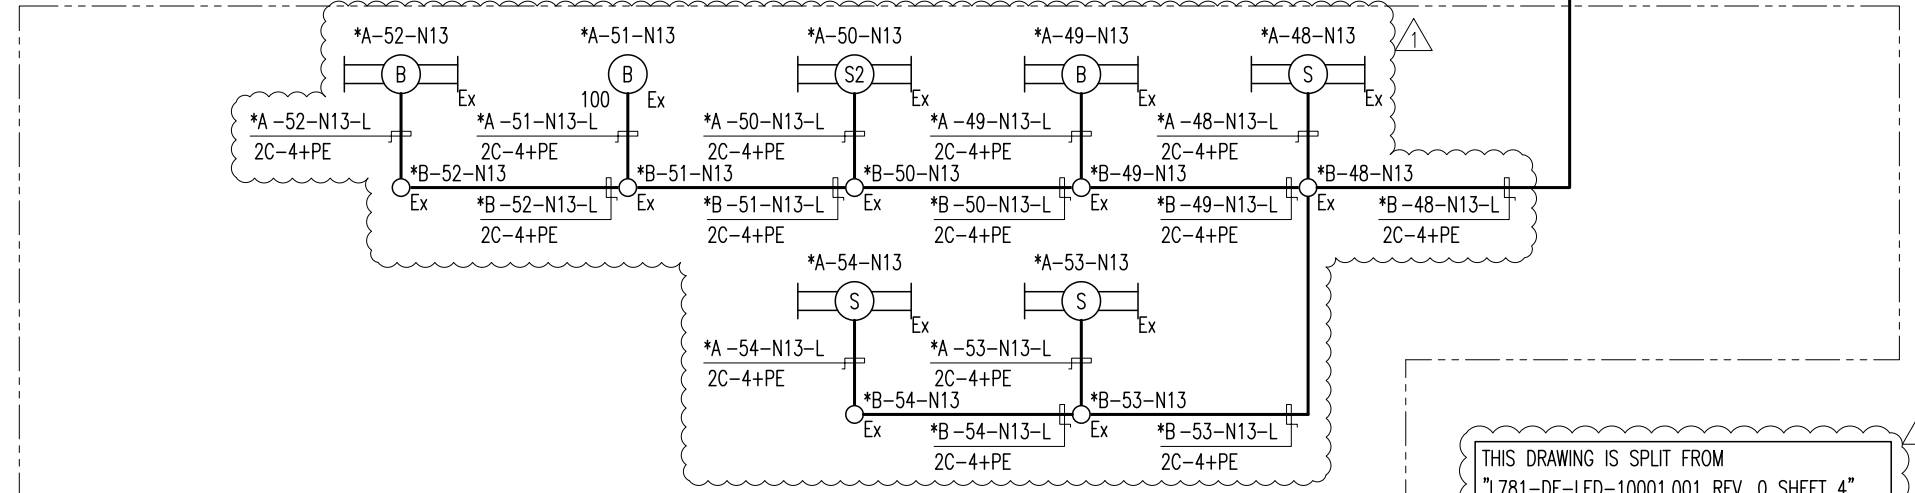 *A-52-N13 *A-51-N13 *A-50-N13 *A-49-N13 *A-48-N13 1
B B S2 B S
Ex 100 Ex Ex Ex Ex
*A-52-N13-L *A-51-N13-L *A-50-N13-L *A-49-N13-L *A-48-N13-L
2C-4+PE 2C-4+PE 2C-4+PE 2C-4+PE 2C-4+PE
*B-52-N13 *B-51-N13 *B-50-N13 *B-49-N13 *B-48-N13
Ex *B-52-N13-L Ex *B-51-N13-L Ex *B-50-N13-L Ex *B-49-N13-L Ex *B-48-N13-L
2C-4+PE 2C-4+PE 2C-4+PE 2C-4+PE 2C-4+PE
*A-54-N13 *A-53-N13
S S
Ex Ex
*A-54-N13-L *A-53-N13-L
2C-4+PE 2C-4+PE
*B-54-N13 *B-53-N13
Ex *B-54-N13-L Ex *B-53-N13-L
2C-4+PE 2C-4+PE
THIS DRAWING IS SPLIT FROM
REV. 0 SHEET 4"